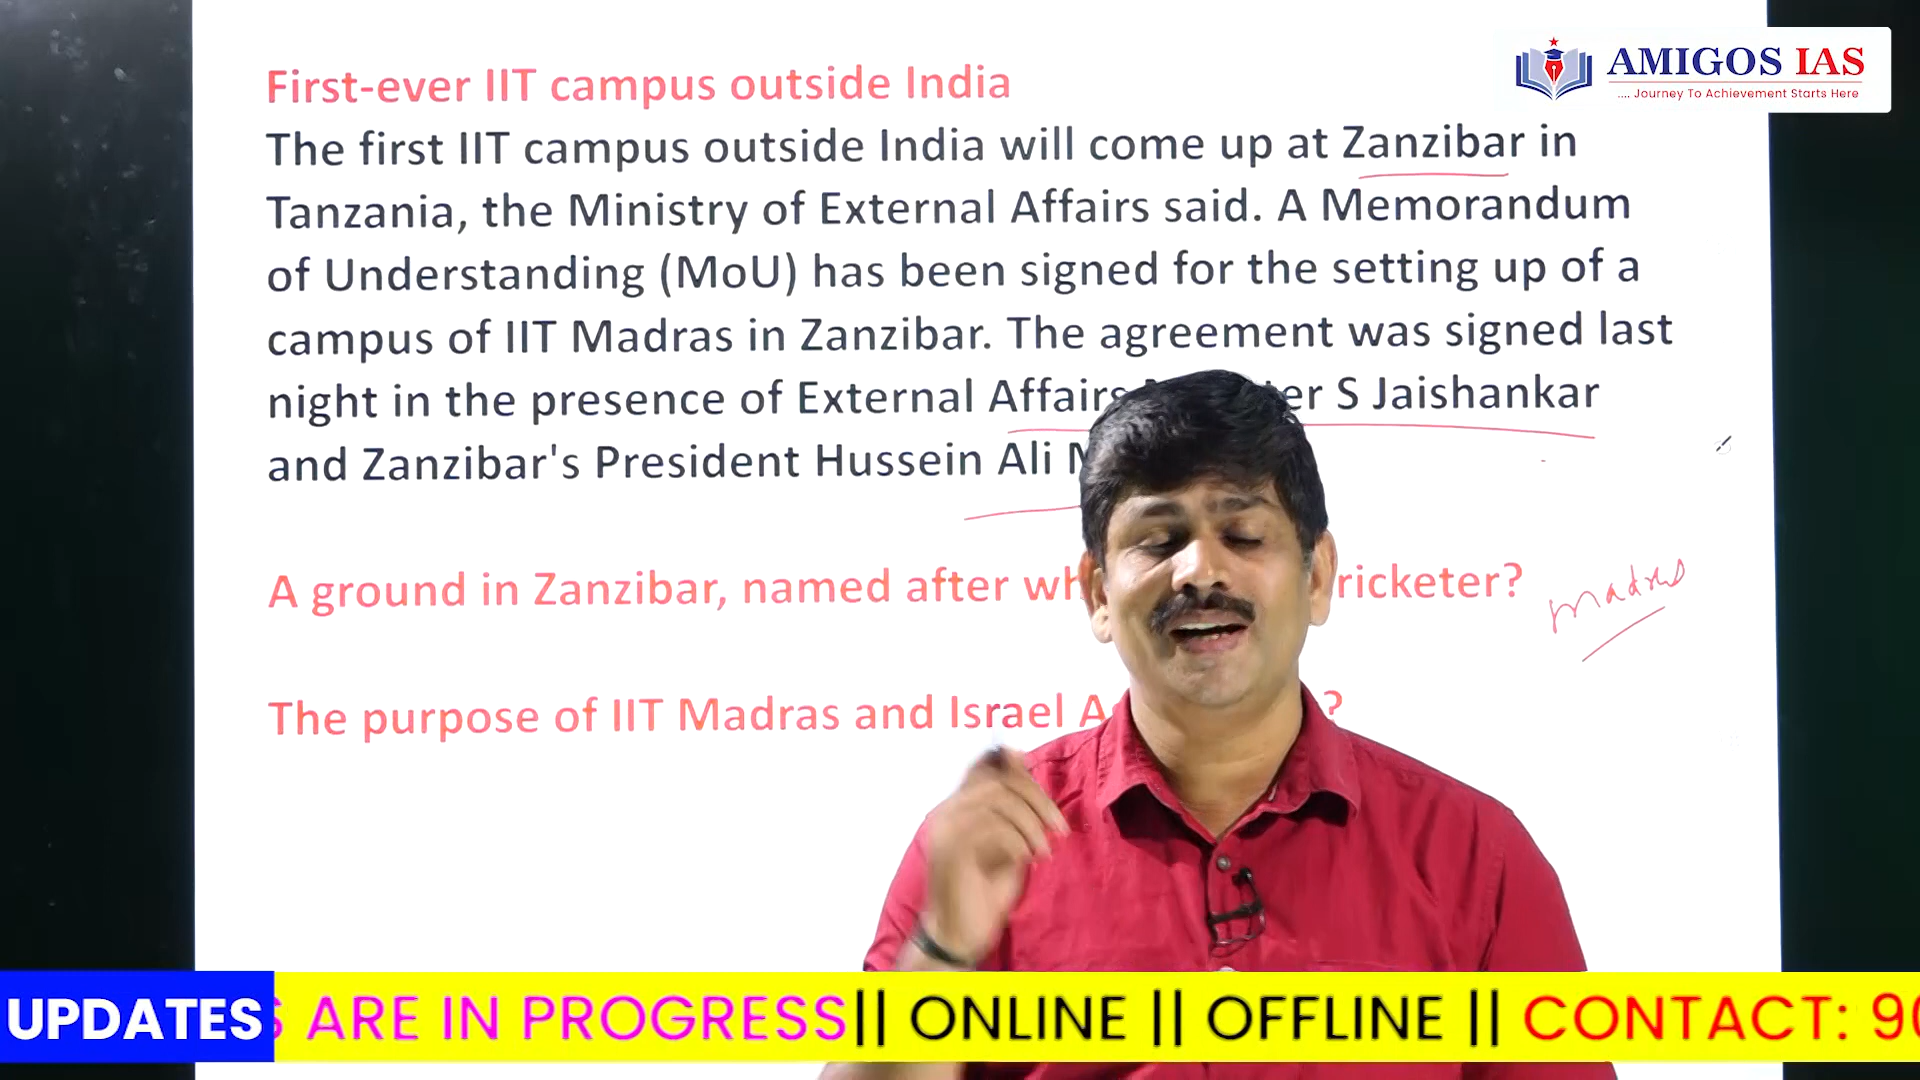 AMIGOS IAS
.... Journey To Achievement Starts Here
First-ever IIT campus outside India
The first IIT campus outside India will come up at Zanzibar in
Tanzania, the Ministry of External Affairs said. A Memorandum
of Understanding (MoU) has been signed for the setting up of a
campus of IIT Madras in Zanzibar. The agreement was signed last
night in the presence of External Affairs S Jaishankar
and Zanzibar's President Hussein Ali
A ground in Zanzibar, named after ricketer?
madras
The purpose of IIT Madras and Israel ?
UPDATES
S ARE IN PROGRESS|| ONLINE || OFFLINE || CONTACT: 90